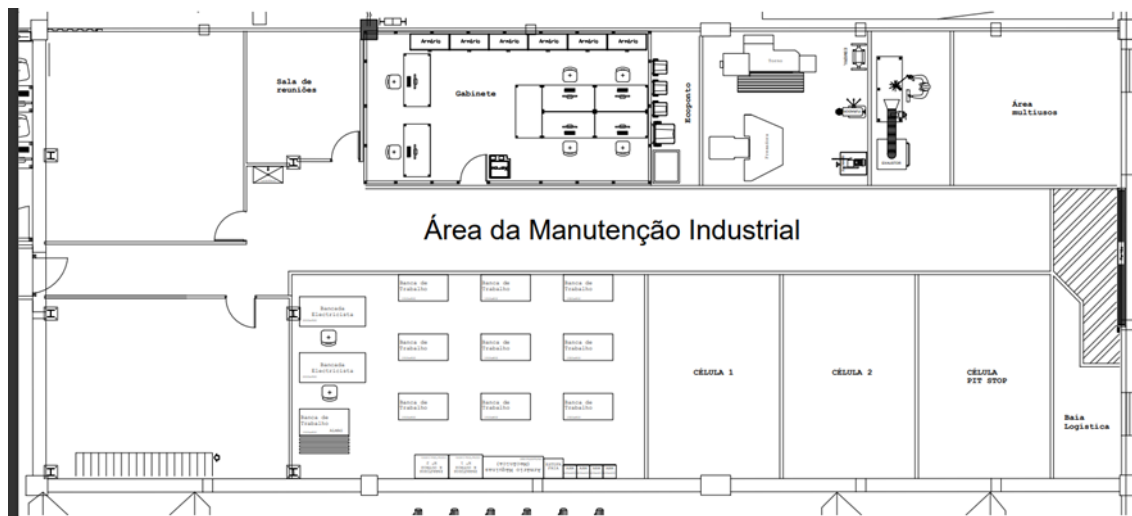 Armário
Armário
Armário
Armário
Armário
Armário
Sala de
reuniões
Gabinete
Ecoponto
Torno
Fresadora
Área
multiusos
Área da Manutenção Industrial
Banca de
Trabalho
Banca de
Trabalho
Banca de
Trabalho
Bancada
Electricista
Banca de
Trabalho
Banca de
Trabalho
Banca de
Trabalho
Bancada
Electricista
CÉLULA 1
CÉLULA 2
CÉLULA
PIT STOP
Banca de
Trabalho
Banca de
Trabalho
Banca de
Trabalho
Banca de
Trabalho
Baia
Logística